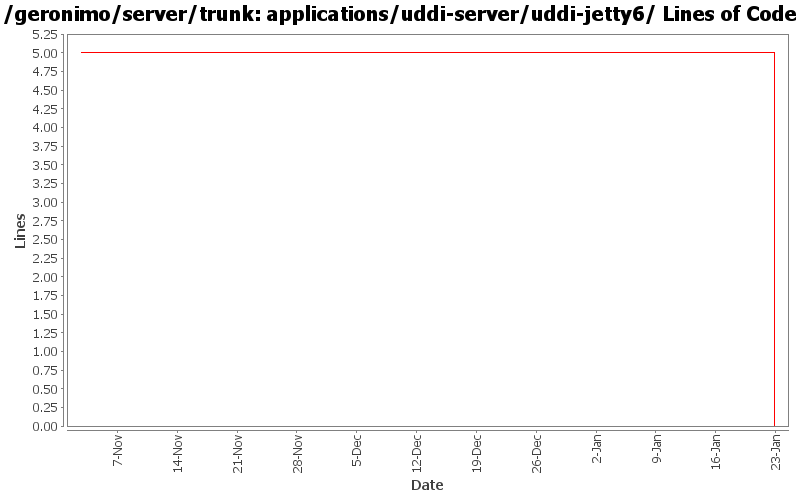 /geronimo/server/trunk: applications/uddi-server/uddi-jetty6/ Lines of Code
5.25
5.00
4.75
4.50
4.25
4.00
3.75
3.50
3.25
3.00
2.75
2.50
2.25
2.00
1.75
1.50
1.25
1.00
0.75
0.50
0.25
0.00
Lines
7-Nov
14-Nov
21-Nov
28-Nov
5-Dec
12-Dec
19-Dec
26-Dec
2-Jan
9-Jan
16-Jan
23-Jan
Date